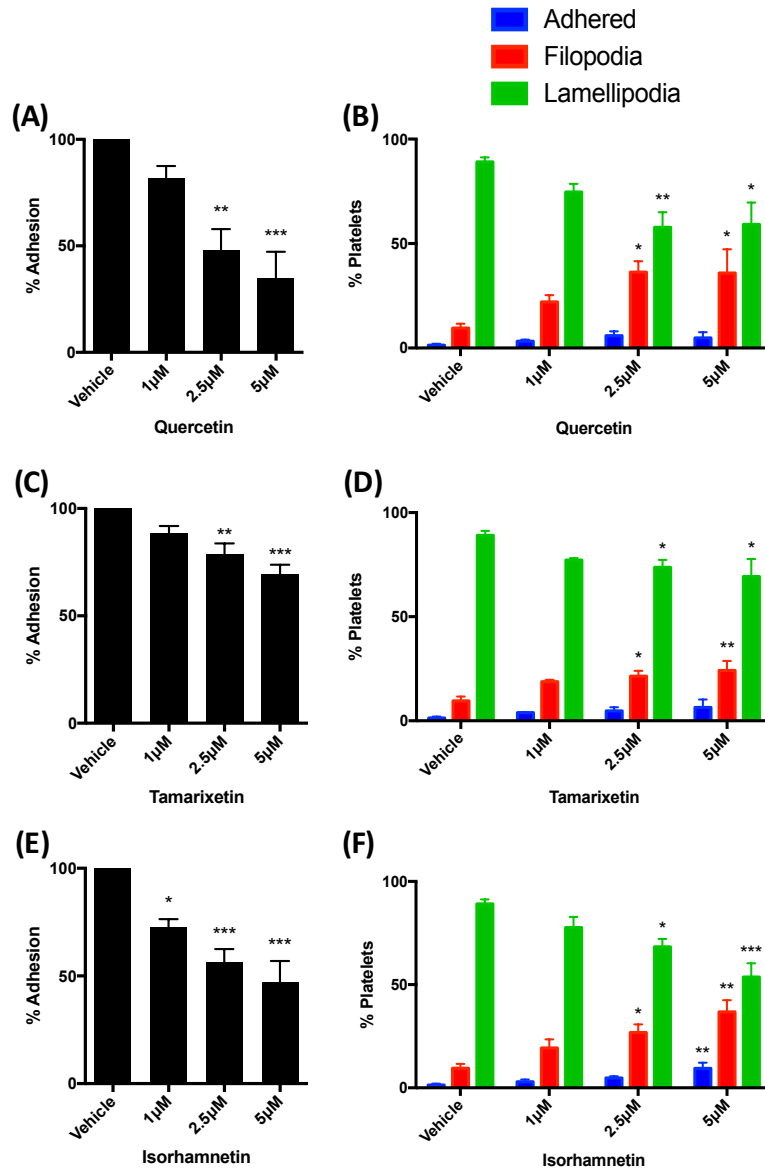 Adhered
Filopodia
Lamellipodia
(A)
100
50
0
% Adhesion
**
***
Vehicle
1µM
2.5µM
5µM
Quercetin
(B)
100
50
0
% Platelets
*
**
*
*
Vehicle
1µM
2.5µM
5µM
Quercetin
(C)
100
50
0
% Adhesion
**
***
Vehicle
1µM
2.5µM
5µM
Tamarixetin
(D)
100
50
0
% Platelets
*
*
**
*
Vehicle
1µM
2.5µM
5µM
Tamarixetin
(E)
100
50
0
% Adhesion
*
***
***
Vehicle
1µM
2.5µM
5µM
Isorhamnetin
(F)
100
50
0
% Platelets
*
*
**
**
***
Vehicle
1µM
2.5µM
5µM
Isorhamnetin